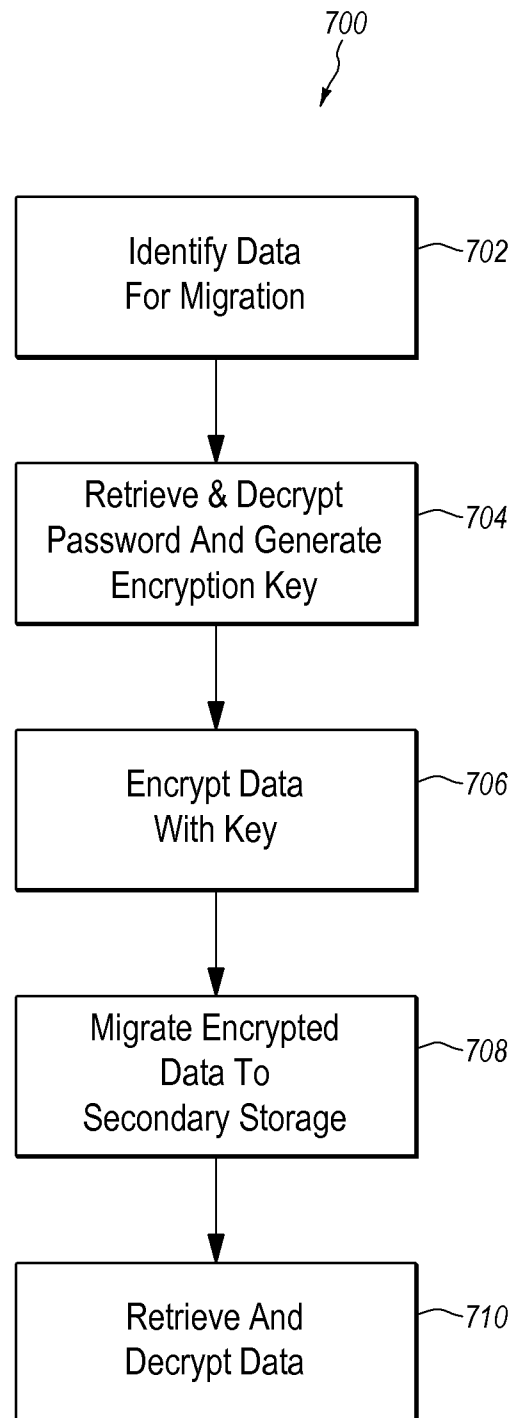 700
Identify Data
For Migration
702
Retrieve & Decrypt
Password And Generate
Encryption Key
704
Encrypt Data
With Key
706
Migrate Encrypted
Data To
Secondary Storage
708
Retrieve And
Decrypt Data
710